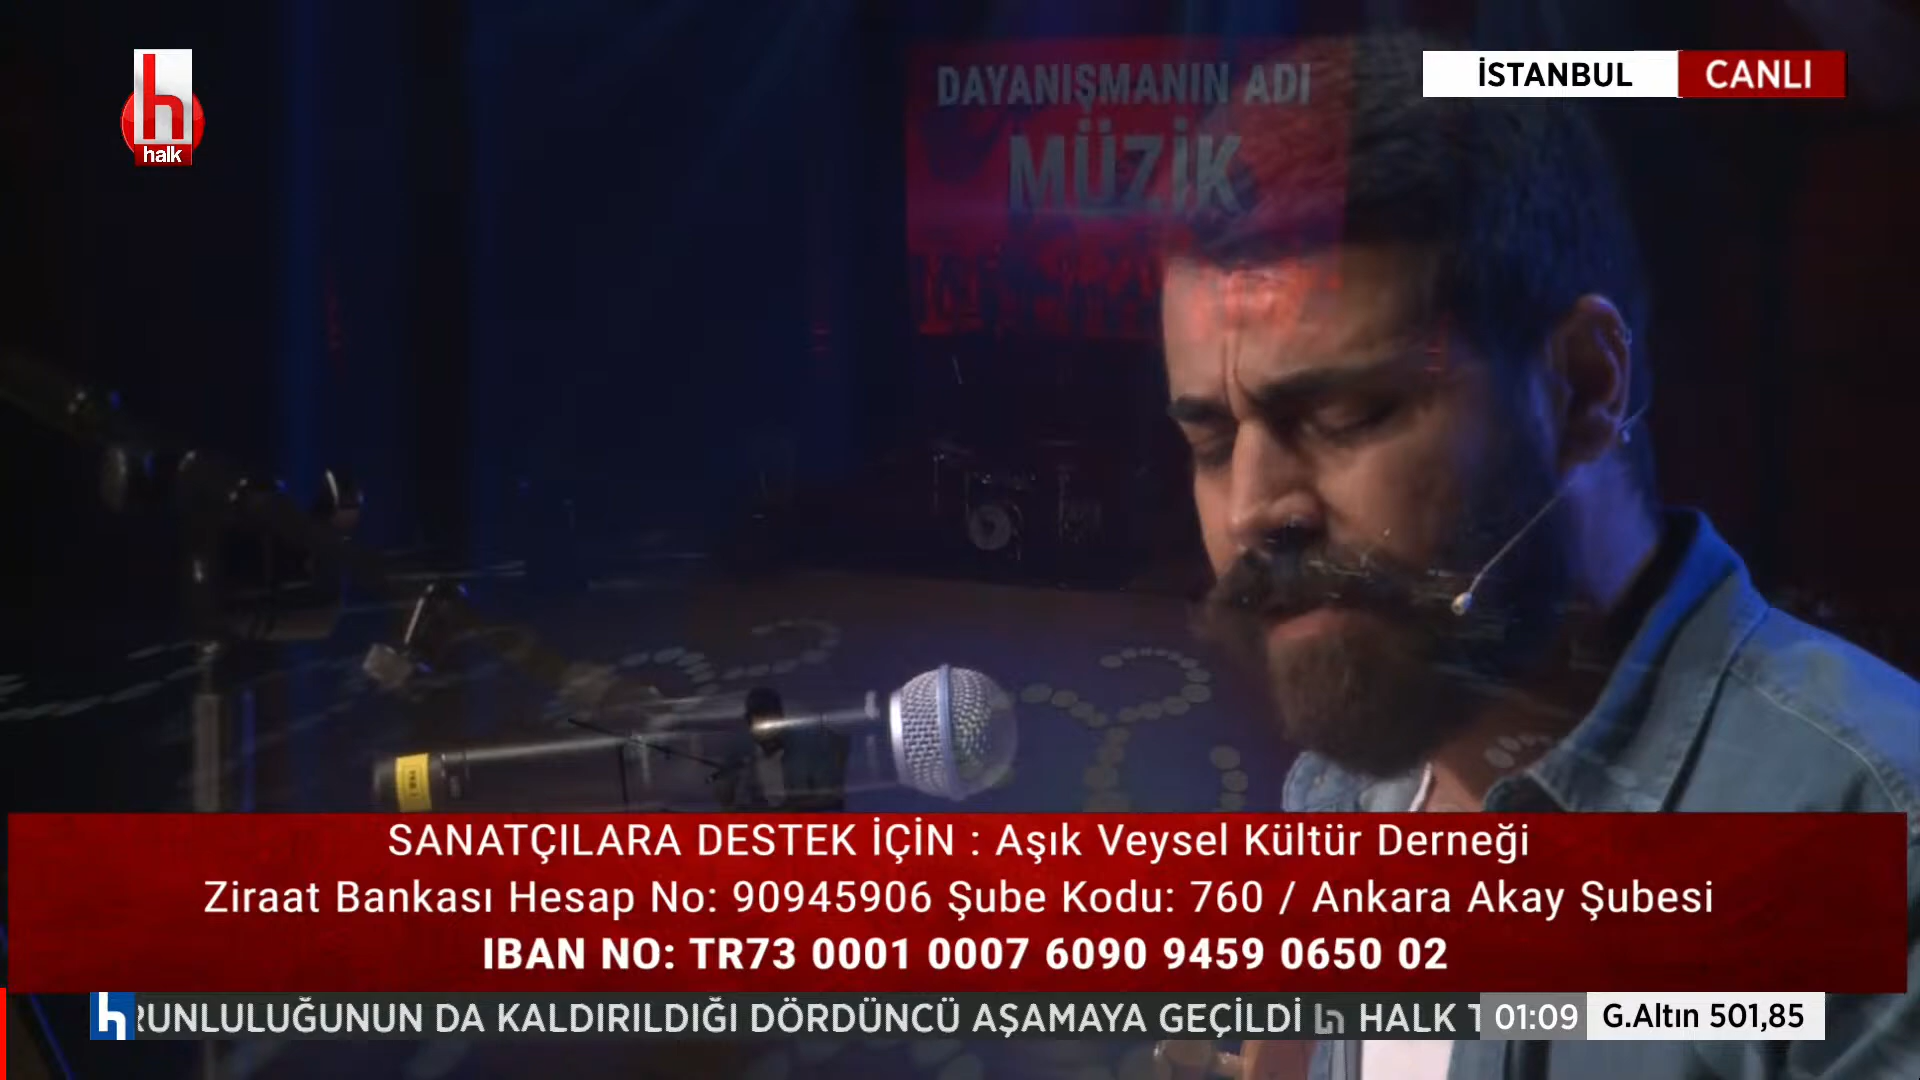 h
halk
DAYANIŞMANIN ADI
MÜZİK
İSTANBUL CANLI
SANATÇILARA DESTEK İÇİN : Aşık Veysel Kültür Derneği
Ziraat Bankası Hesap No: 90945906 Şube Kodu: 760 / Ankara Akay Şubesi
IBAN NO: TR73 0001 0007 6090 9459 0650 02
h RUNLULUĞUNUN DA KALDIRILDIĞI DÖRDÜNCÜ AŞAMAYA GEÇİLDİ h HALK T 01:09 G.Altın 501,85